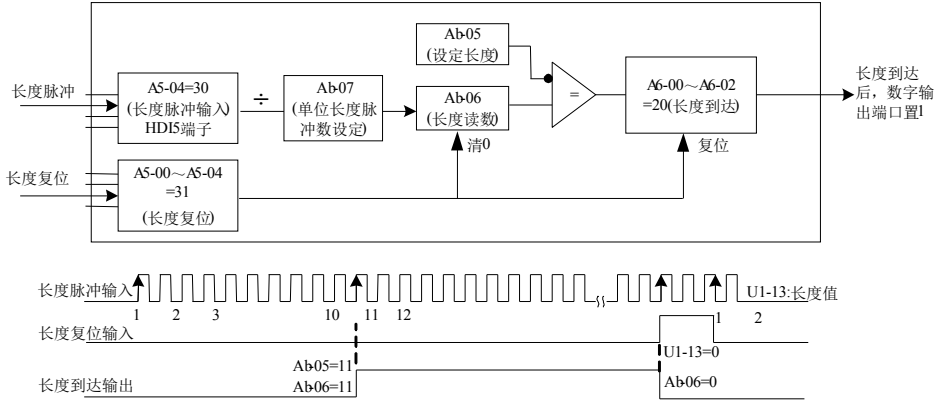 长度脉冲
A5-04=30
(长度脉冲输入)
HDI5端子
÷
Ab-07
(单位长度脉
冲数设定)
Ab-05
(设定长度)
Ab-06
(长度读数)
清0
=
A6-00～A6-02
=20(长度到达)
复位
长度到达
后，数字输
出端口置1
长度复位
A5-00～A5-04
=31
(长度复位)
长度脉冲输入
1 2 3 10 11 12 1 2
U1-13:长度值
长度复位输入
U1-13=0
Ab-05=11
长度到达输出
Ab-06=11
Ab-06=0